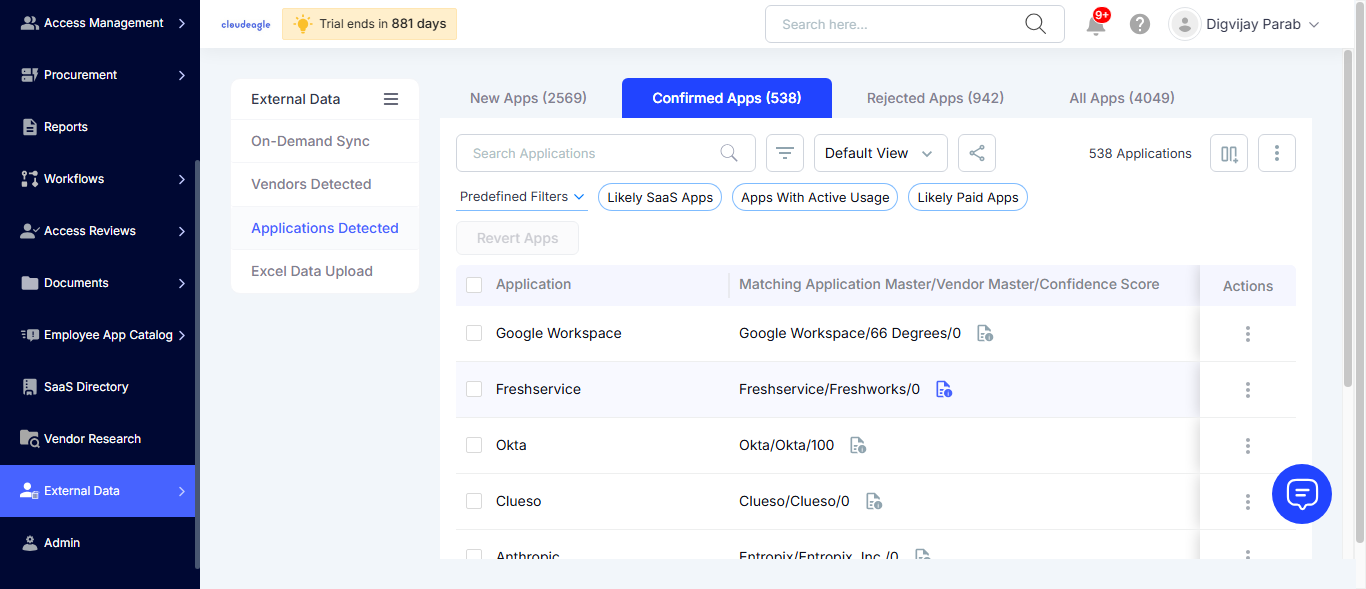 Access Management
Procurement
Reports
Workflows
Access Reviews
Documents
Employee App Catalog
SaaS Directory
Vendor Research
External Data
Admin
cloudeagle
Trial ends in 881 days
Search here...
9+
Digvijay Parab
External Data
On-Demand Sync
Vendors Detected
Applications Detected
Excel Data Upload
New Apps (2569)
Confirmed Apps (538)
Rejected Apps (942)
All Apps (4049)
Search Applications
Default View
538 Applications
Predefined Filters
Likely SaaS Apps
Apps With Active Usage
Likely Paid Apps
Revert Apps
Application
Matching Application Master/Vendor Master/Confidence Score
Actions
Google Workspace
Google Workspace/66 Degrees/0
Freshservice
Freshservice/Freshworks/0
Okta
Okta/Okta/100
Clueso
Clueso/Clueso/0
Anthropic
Entropix/Entropix, Inc./0